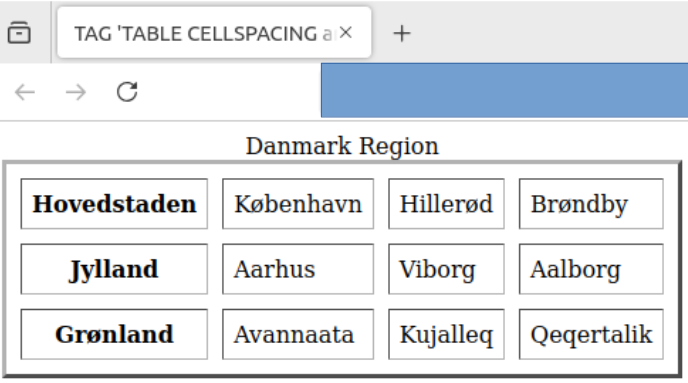 TAG 'TABLE CELLSPACING a
Danmark Region
Hovedstaden København Hillerød Brøndby
Jylland Aarhus Viborg Aalborg
Grønland Avannaata Kujalleq Qeqertalik